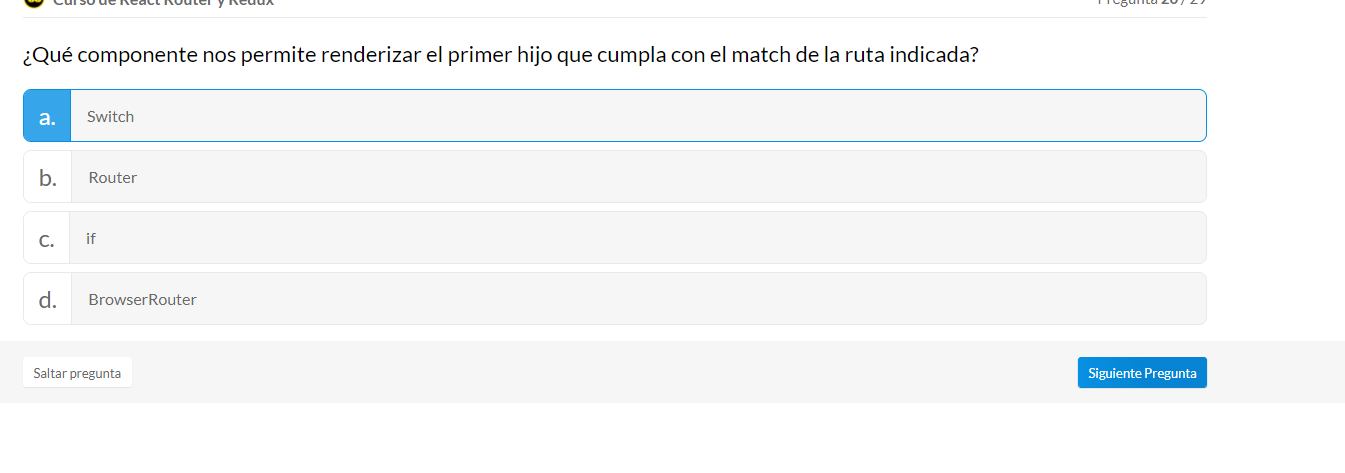 Curso de React Router y Redux
Pregunta 20 / 29
¿Qué componente nos permite renderizar el primer hijo que cumpla con el match de la ruta indicada?
a. Switch
b. Router
c. if
d. BrowserRouter
Saltar pregunta
Siguiente Pregunta